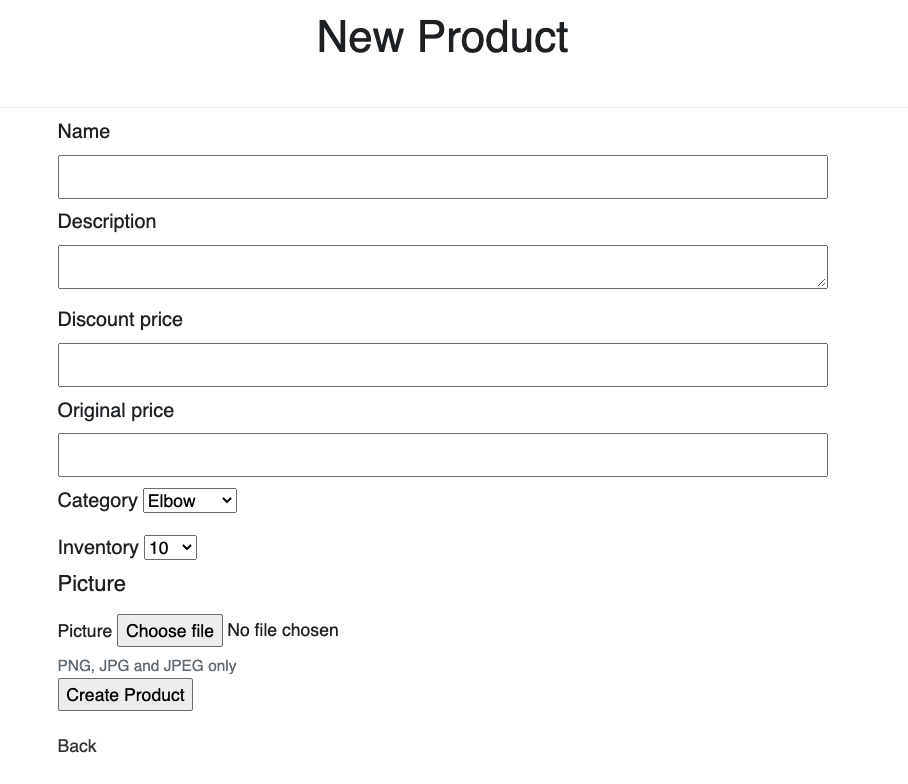 New Product
Name
Description
Discount price
Original price
Category Elbow
Inventory 10
Picture
Picture Choose file No file chosen
PNG, JPG and JPEG only
Create Product
Back